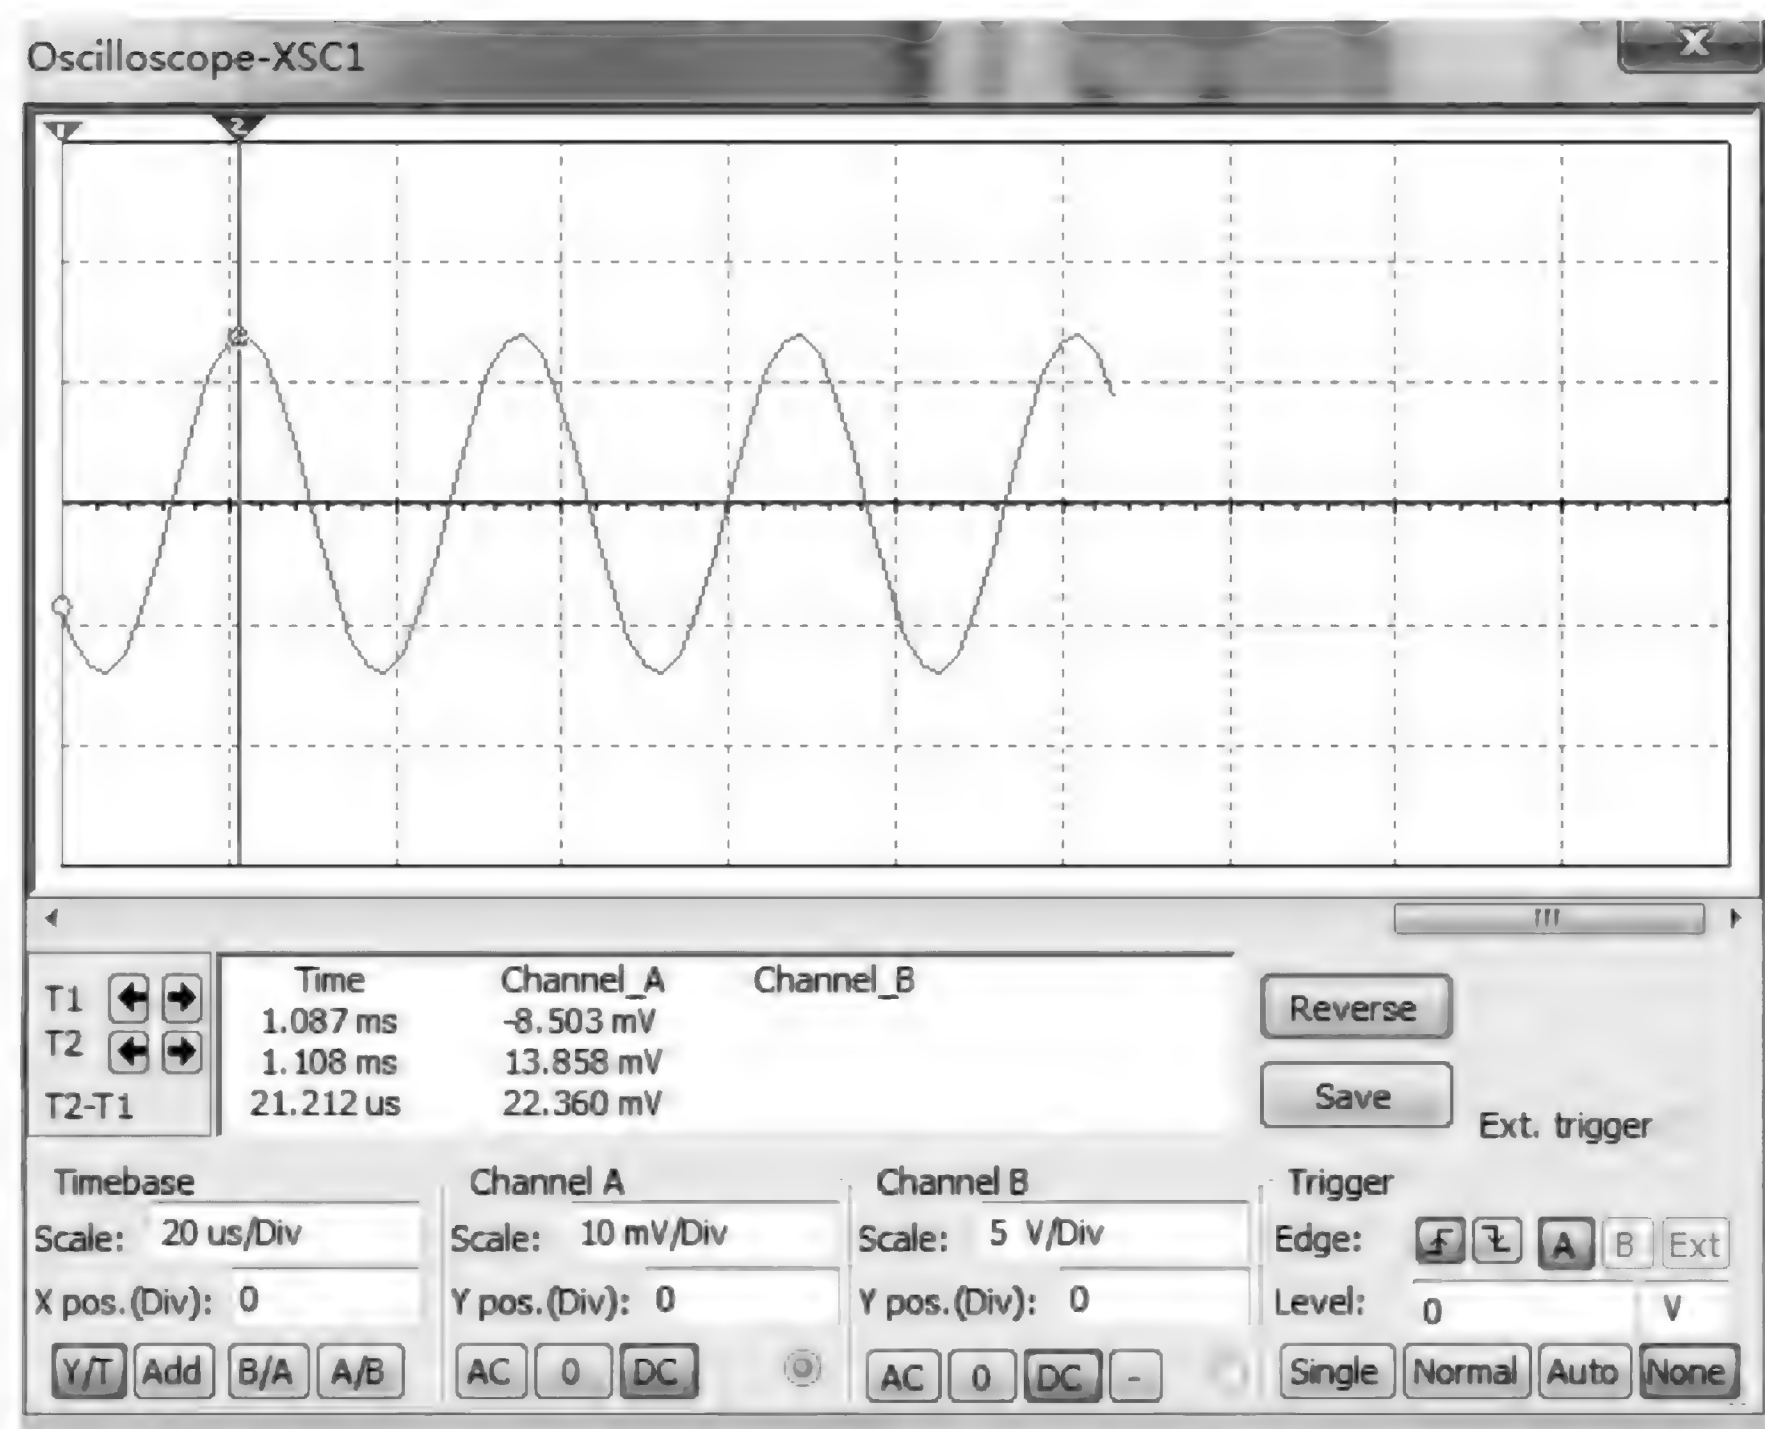 Oscilloscope-XSC1
X
1 2
Time Channel_A Channel_B
T1 1.087 ms -8.503 mV
T2 1.108 ms 13.858 mV
T2-T1 21.212 us 22.360 mV
Reverse
Save
Ext. trigger
Timebase Channel A Channel B Trigger
Scale: 20 us/Div Scale: 10 mV/Div Scale: 5 V/Div Edge: A B Ext
X pos.(Div): 0 Y pos.(Div): 0 Y pos.(Div): 0 Level: 0 V
Y/T Add B/A A/B AC 0 DC AC 0 DC - Single Normal Auto None